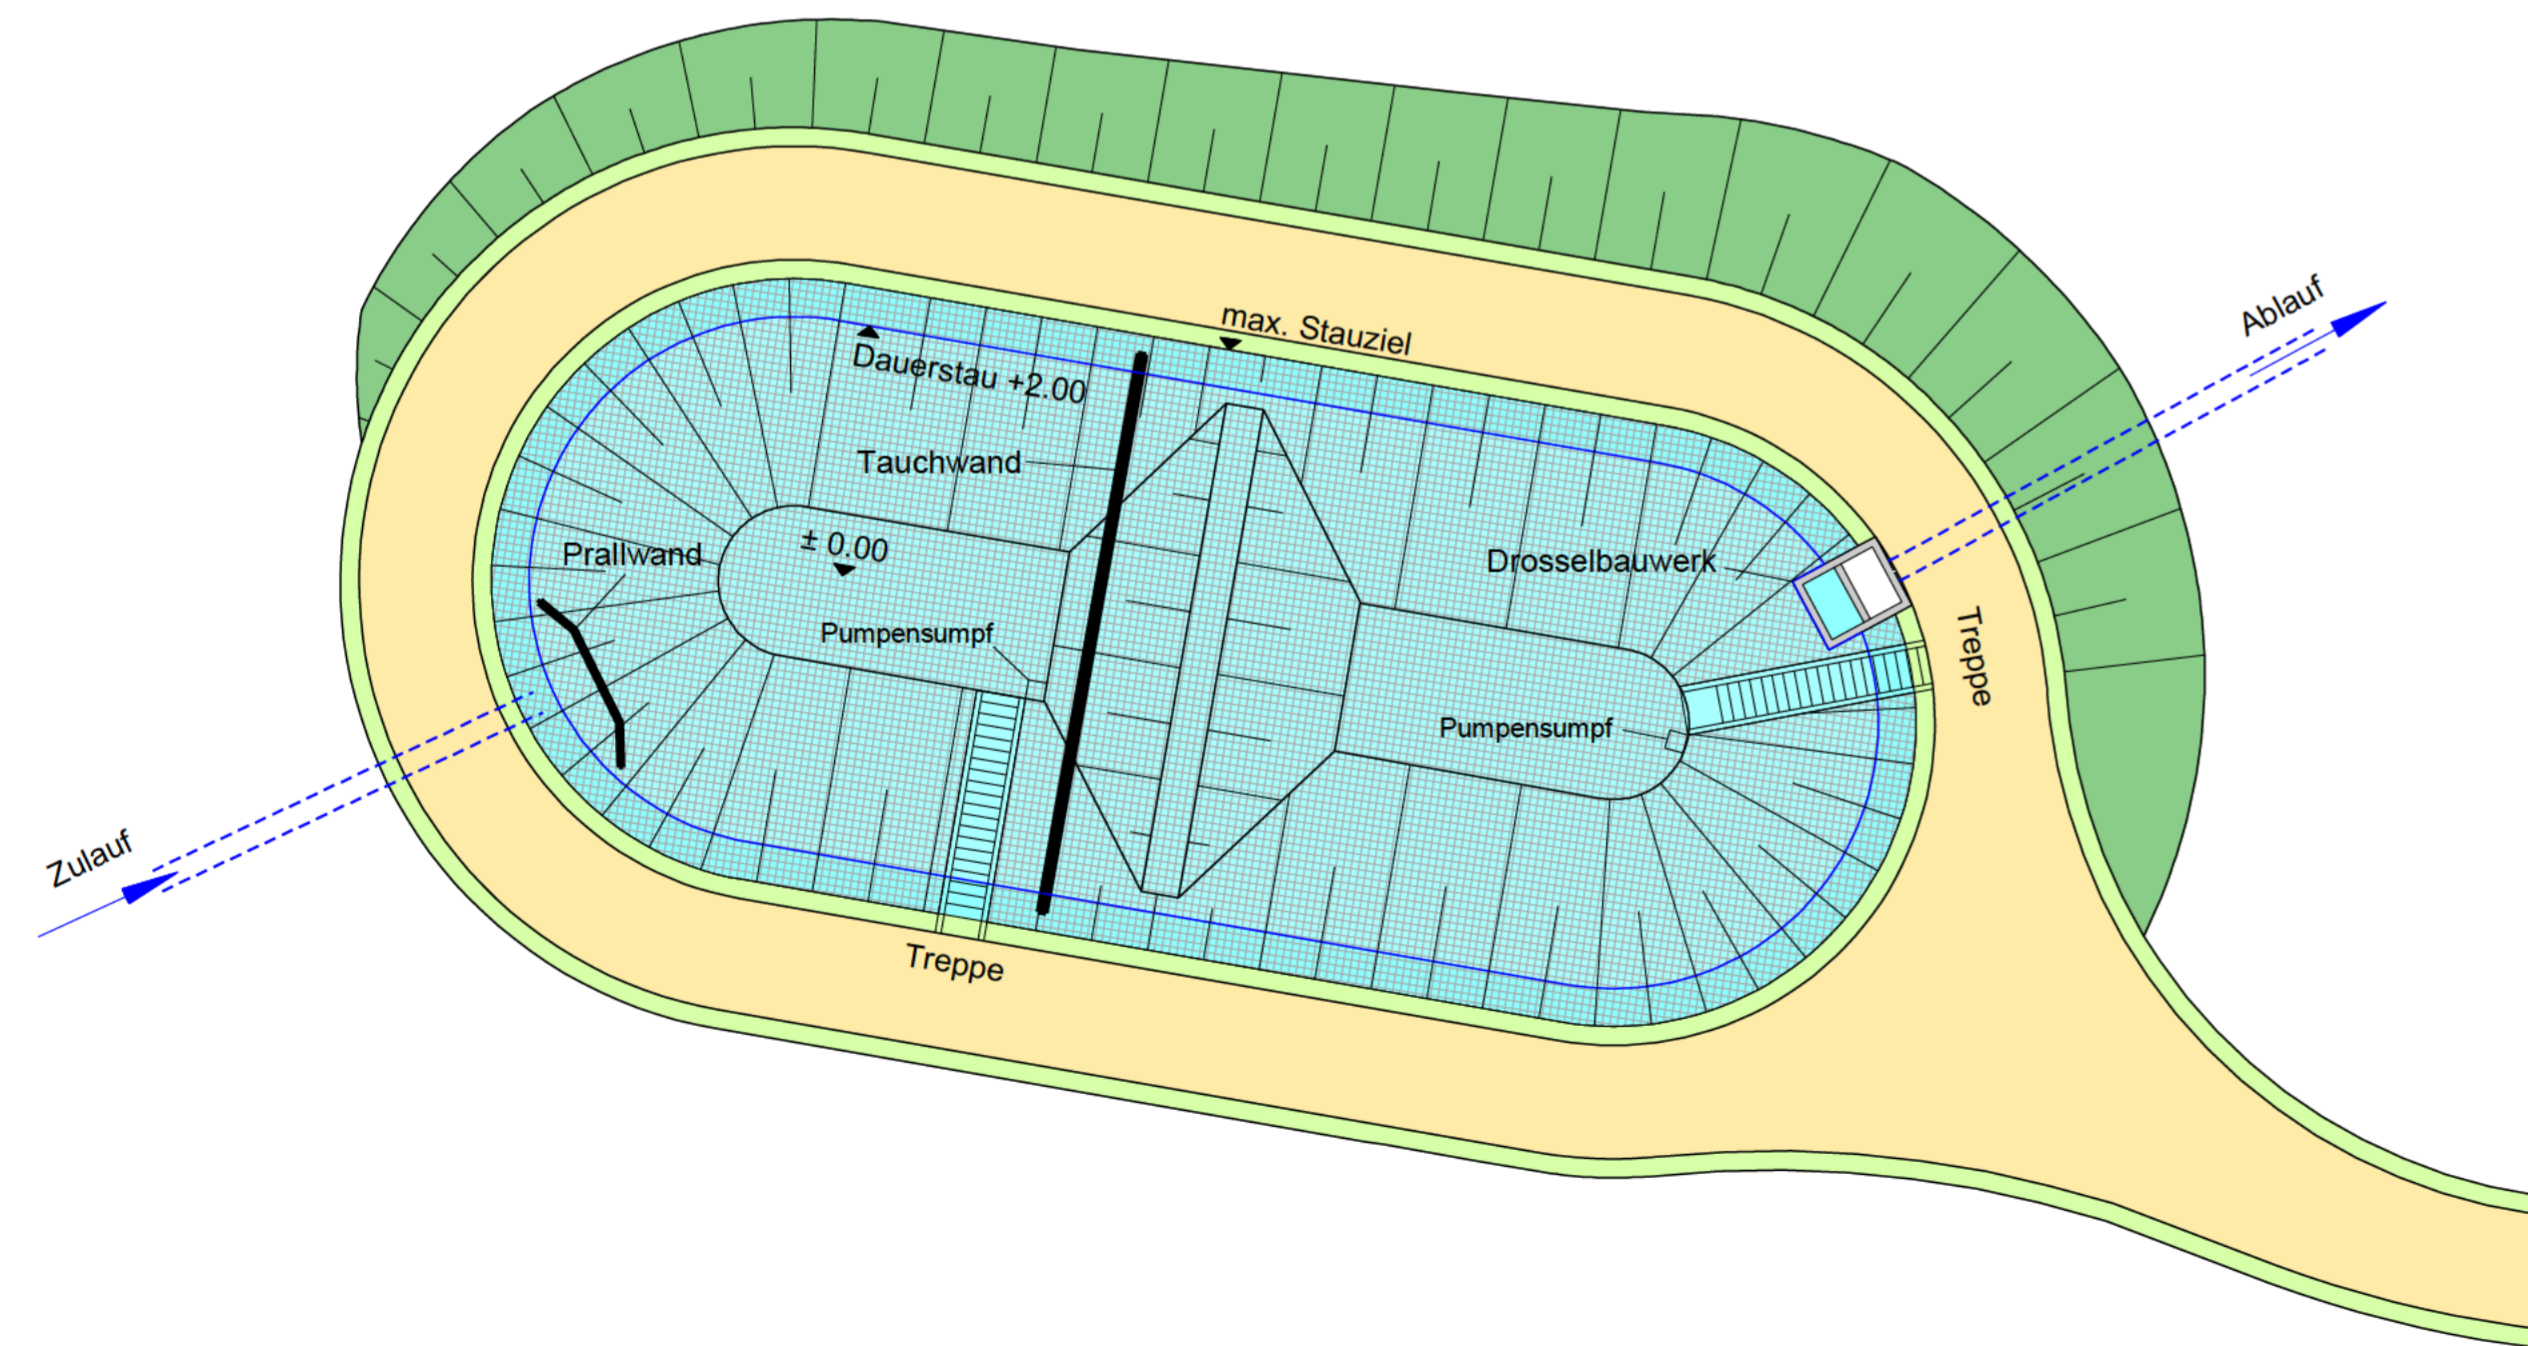 max. Stauziel
Dauerstau +2.00
Ablauf
Tauchwand
Prallwand
± 0.00
Drosselbauwerk
Pumpensumpf
Treppe
Pumpensumpf
Zulauf
Treppe